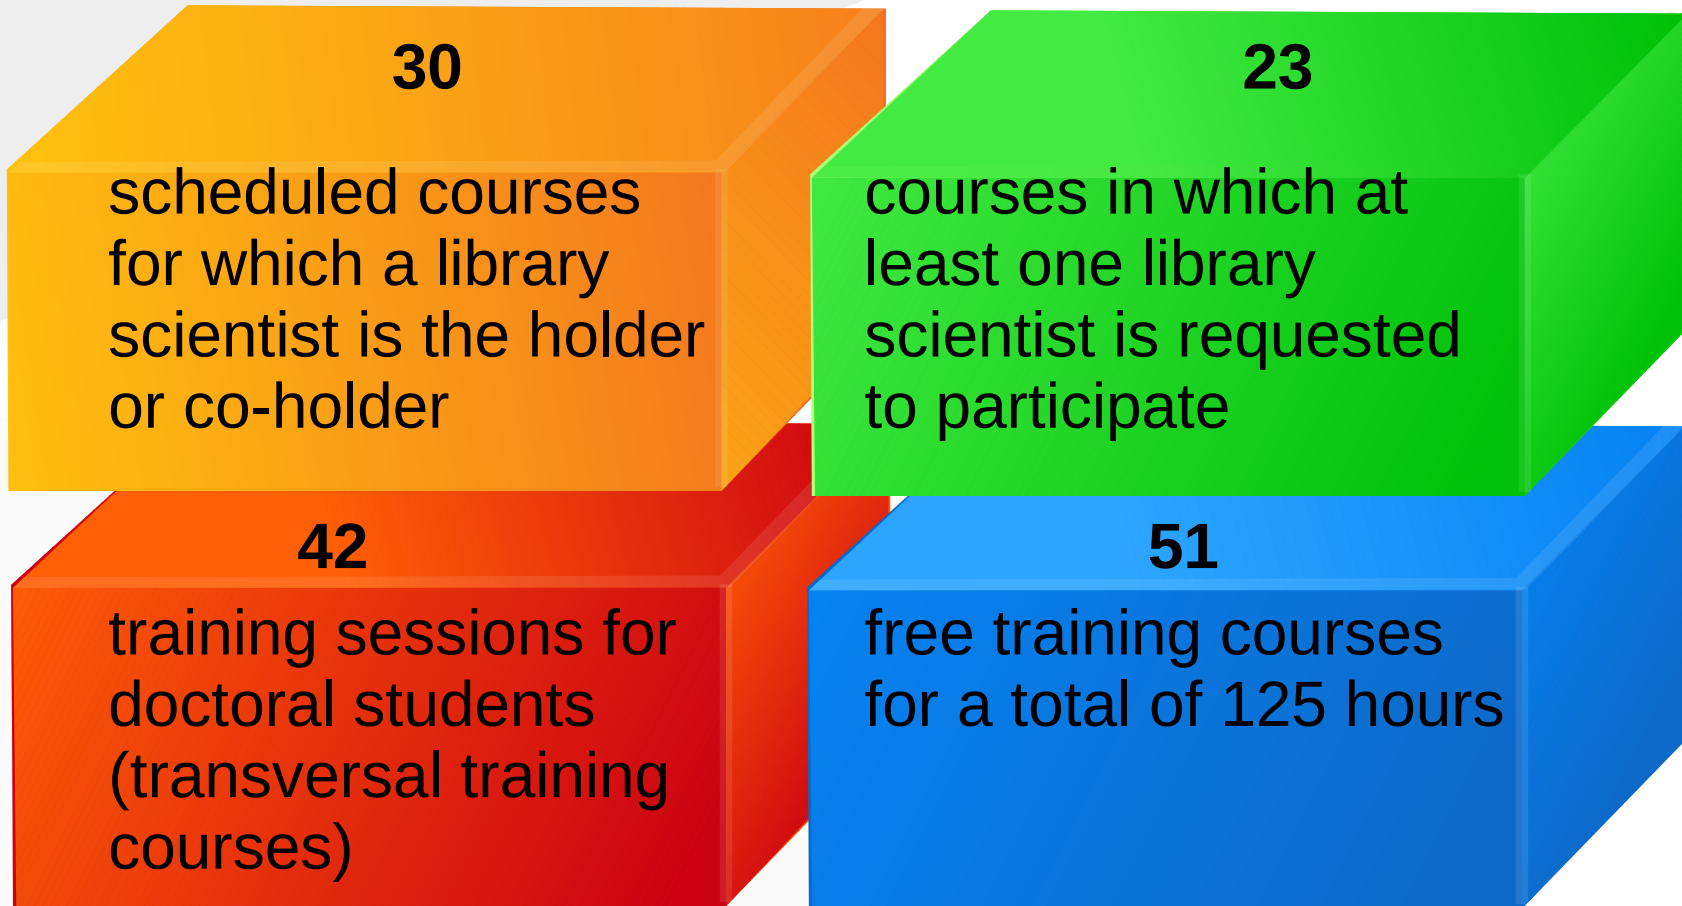 30
scheduled courses
for which a library
scientist is the holder
or co-holder
23
courses in which at
least one library
scientist is requested
to participate
42
training sessions for
doctoral students
(transversal training
courses)
51
free training courses
for a total of 125 hours